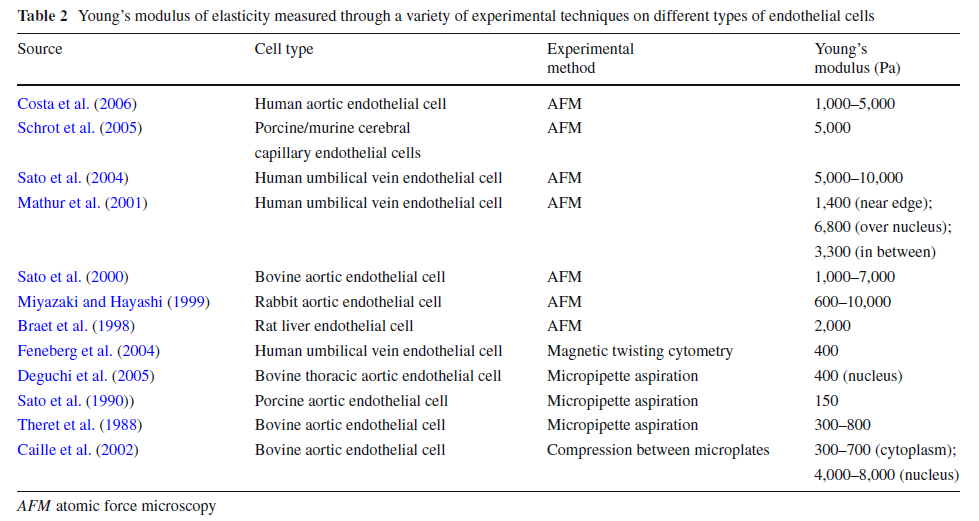 Table 2 Young's modulus of elasticity measured through a variety of experimental techniques on different types of endothelial cells
Source Cell type Experimental method Young's modulus (Pa)
Costa et al. (2006) Human aortic endothelial cell AFM 1,000–5,000
Schrot et al. (2005) Porcine/murine cerebral AFM 5,000
capillary endothelial cells
Sato et al. (2004) Human umbilical vein endothelial cell AFM 5,000–10,000
Mathur et al. (2001) Human umbilical vein endothelial cell AFM 1,400 (near edge);
6,800 (over nucleus);
3,300 (in between)
Sato et al. (2000) Bovine aortic endothelial cell AFM 1,000–7,000
Miyazaki and Hayashi (1999) Rabbit aortic endothelial cell AFM 600–10,000
Braet et al. (1998) Rat liver endothelial cell AFM 2,000
Feneberg et al. (2004) Human umbilical vein endothelial cell Magnetic twisting cytometry 400
Deguchi et al. (2005) Bovine thoracic aortic endothelial cell Micropipette aspiration 400 (nucleus)
Sato et al. (1990)) Porcine aortic endothelial cell Micropipette aspiration 150
Theret et al. (1988) Bovine aortic endothelial cell Micropipette aspiration 300–800
Caille et al. (2002) Bovine aortic endothelial cell Compression between microplates 300–700 (cytoplasm);
4,000–8,000 (nucleus)
AFM atomic force microscopy